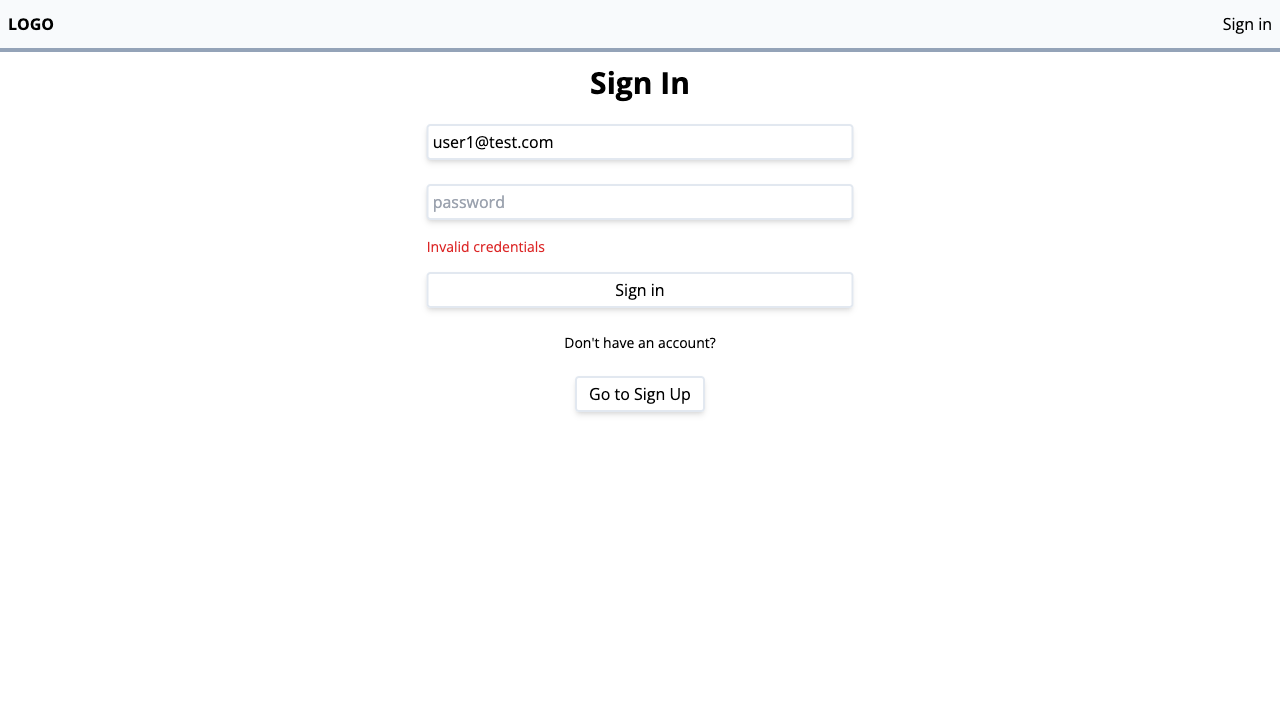 LOGO
Sign in
Sign In
user1@test.com
password
Invalid credentials
Sign in
Don't have an account?
Go to Sign Up